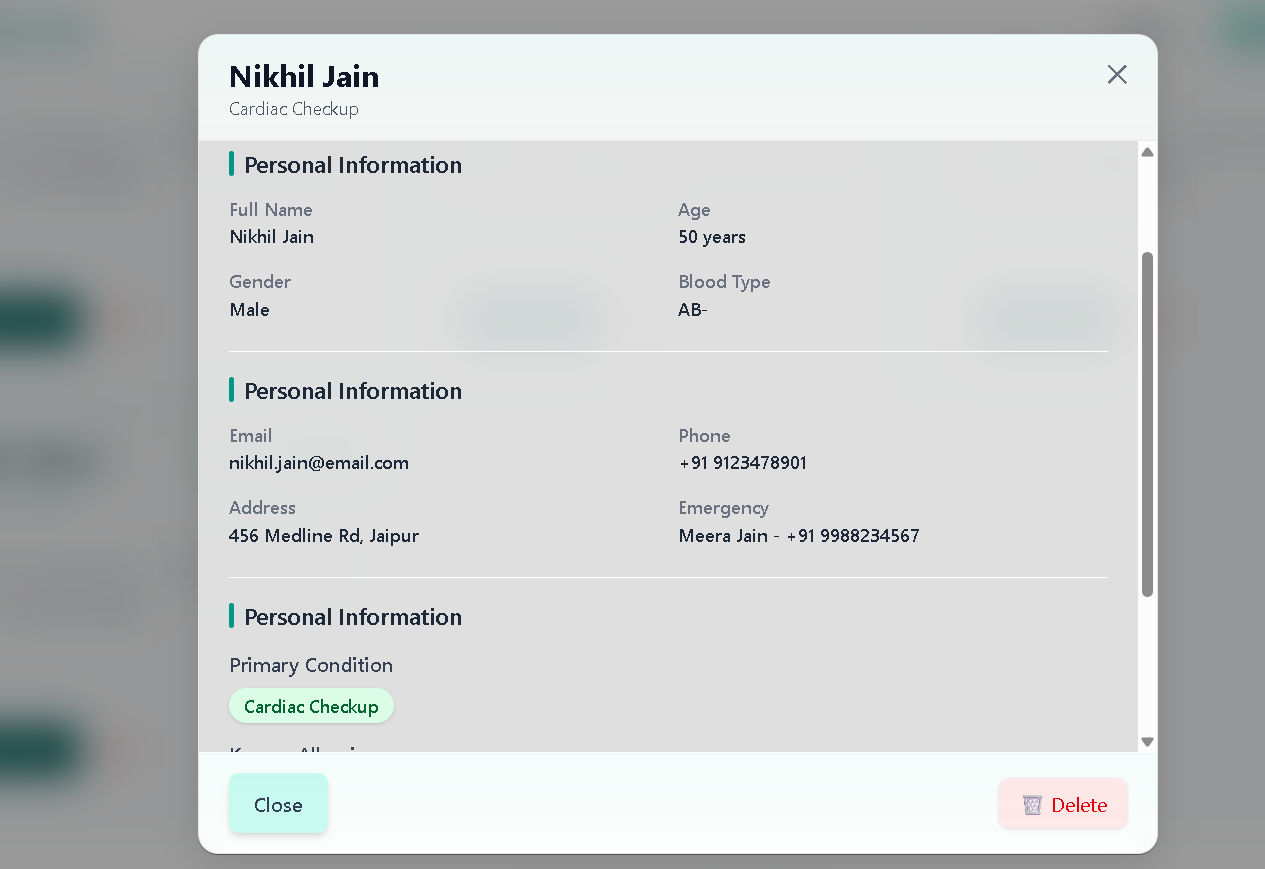 Nikhil Jain
Cardiac Checkup
Personal Information
Full Name
Nikhil Jain
Age
50 years
Gender
Male
Blood Type
AB-
Personal Information
Email
nikhil.jain@email.com
Phone
+91 9123478901
Address
456 Medline Rd, Jaipur
Emergency
Meera Jain - +91 9988234567
Personal Information
Primary Condition
Cardiac Checkup
Close
Delete